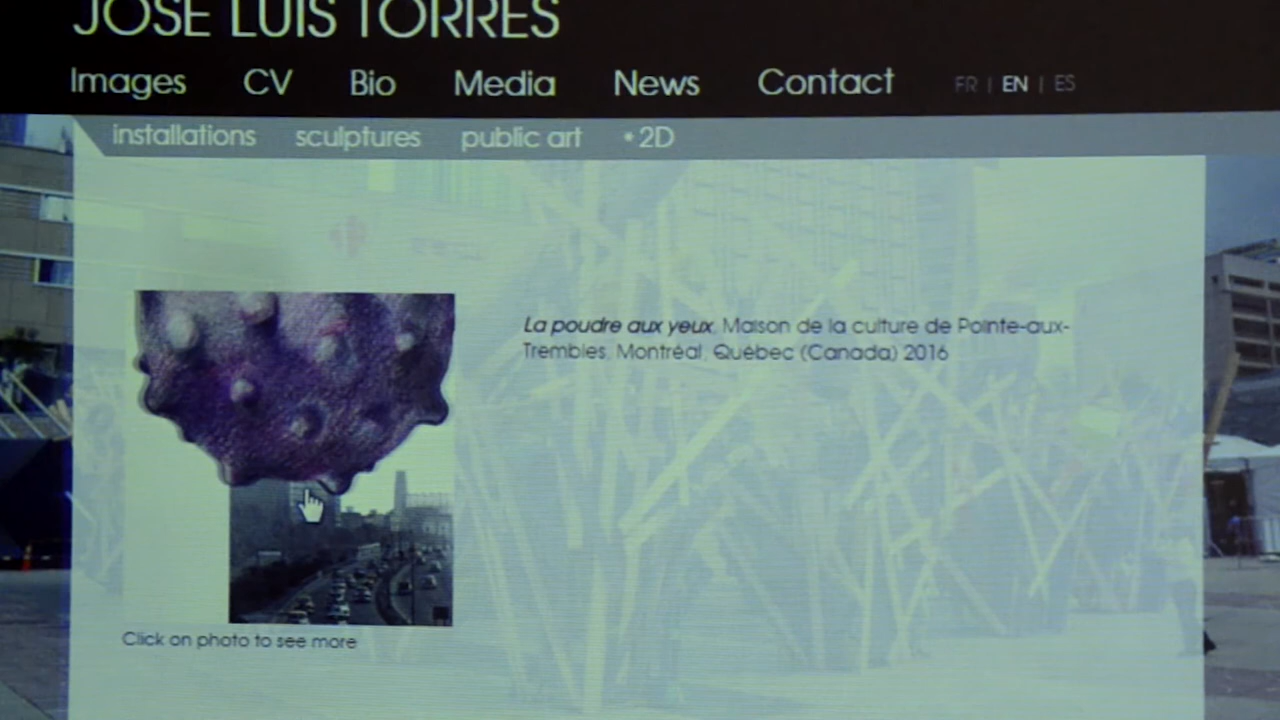 JOSÉ LUIS TORRES
Images CV Bio Media News Contact FR | EN | ES
installations sculptures public art • 2D
La poudre aux yeux, Maison de la culture de Pointe-aux-
Trembles, Montréal, Québec (Canada) 2016
Click on photo to see more